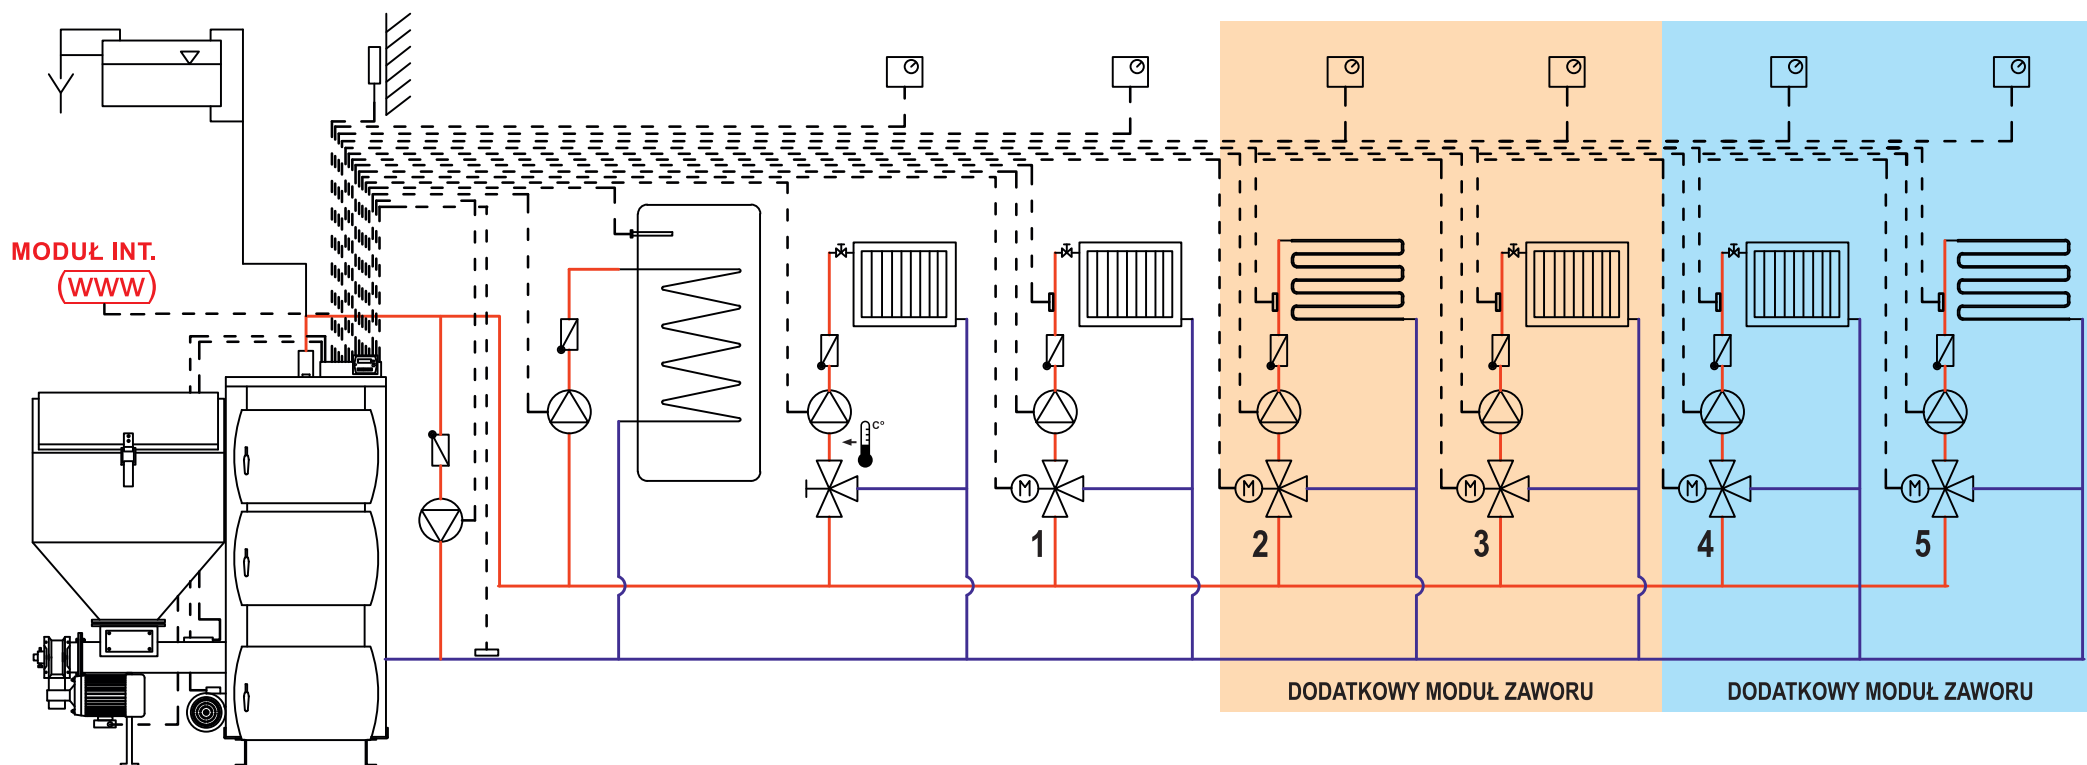 MODUŁ INT.
(WWW)
C°
M
M
M
M
M
1
2
3
4
5
DODATKOWY MODUŁ ZAWORU
DODATKOWY MODUŁ ZAWORU